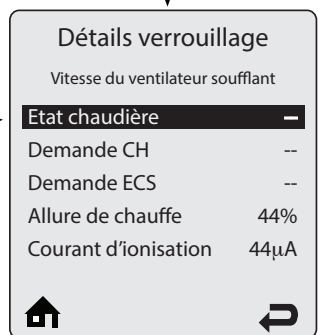 Détails verrouillage
Vitesse du ventilateur soufflant
Etat chaudière –
Demande CH --
Demande ECS --
Allure de chauffe 44%
Courant d'ionisation 44µA